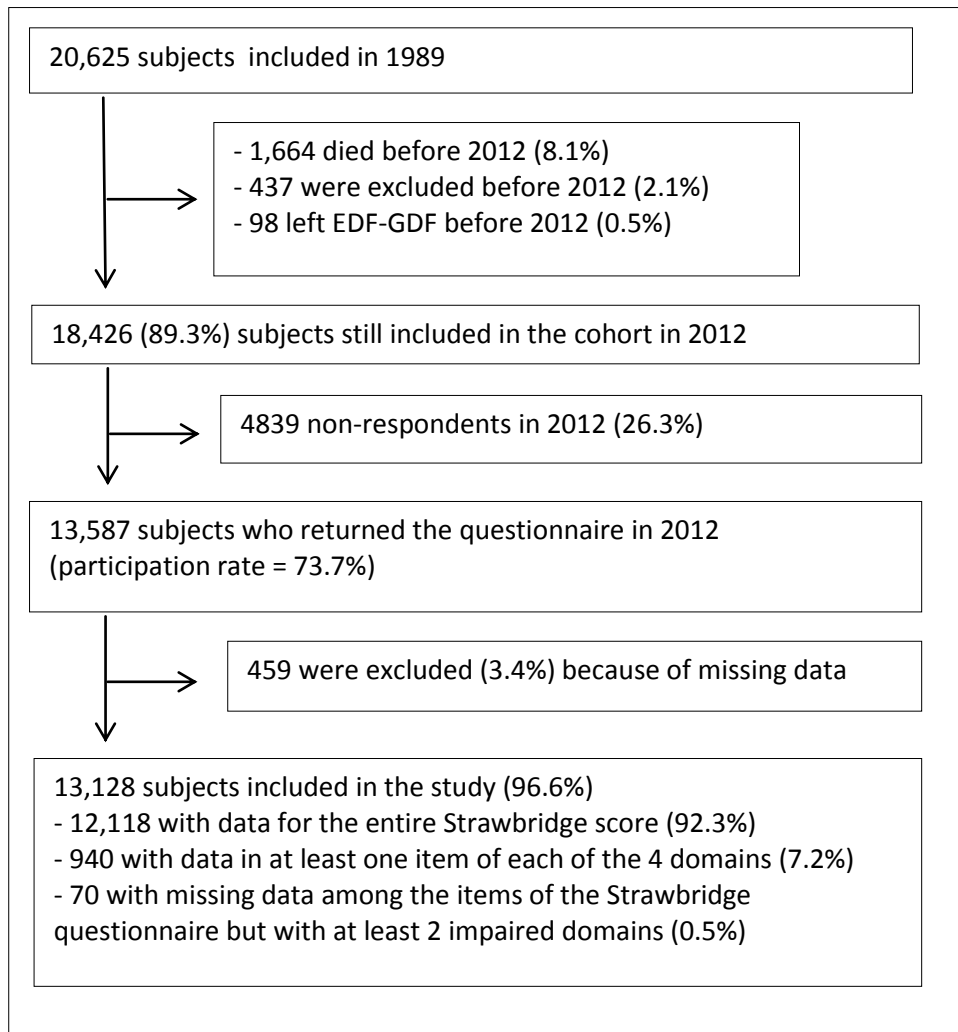 20,625 subjects included in 1989
- 1,664 died before 2012 (8.1%)
- 437 were excluded before 2012 (2.1%)
- 98 left EDF-GDF before 2012 (0.5%)
18,426 (89.3%) subjects still included in the cohort in 2012
4839 non-respondents in 2012 (26.3%)
13,587 subjects who returned the questionnaire in 2012
(participation rate = 73.7%)
459 were excluded (3.4%) because of missing data
13,128 subjects included in the study (96.6%)
- 12,118 with data for the entire Strawbridge score (92.3%)
- 940 with data in at least one item of each of the 4 domains (7.2%)
- 70 with missing data among the items of the Strawbridge
questionnaire but with at least 2 impaired domains (0.5%)